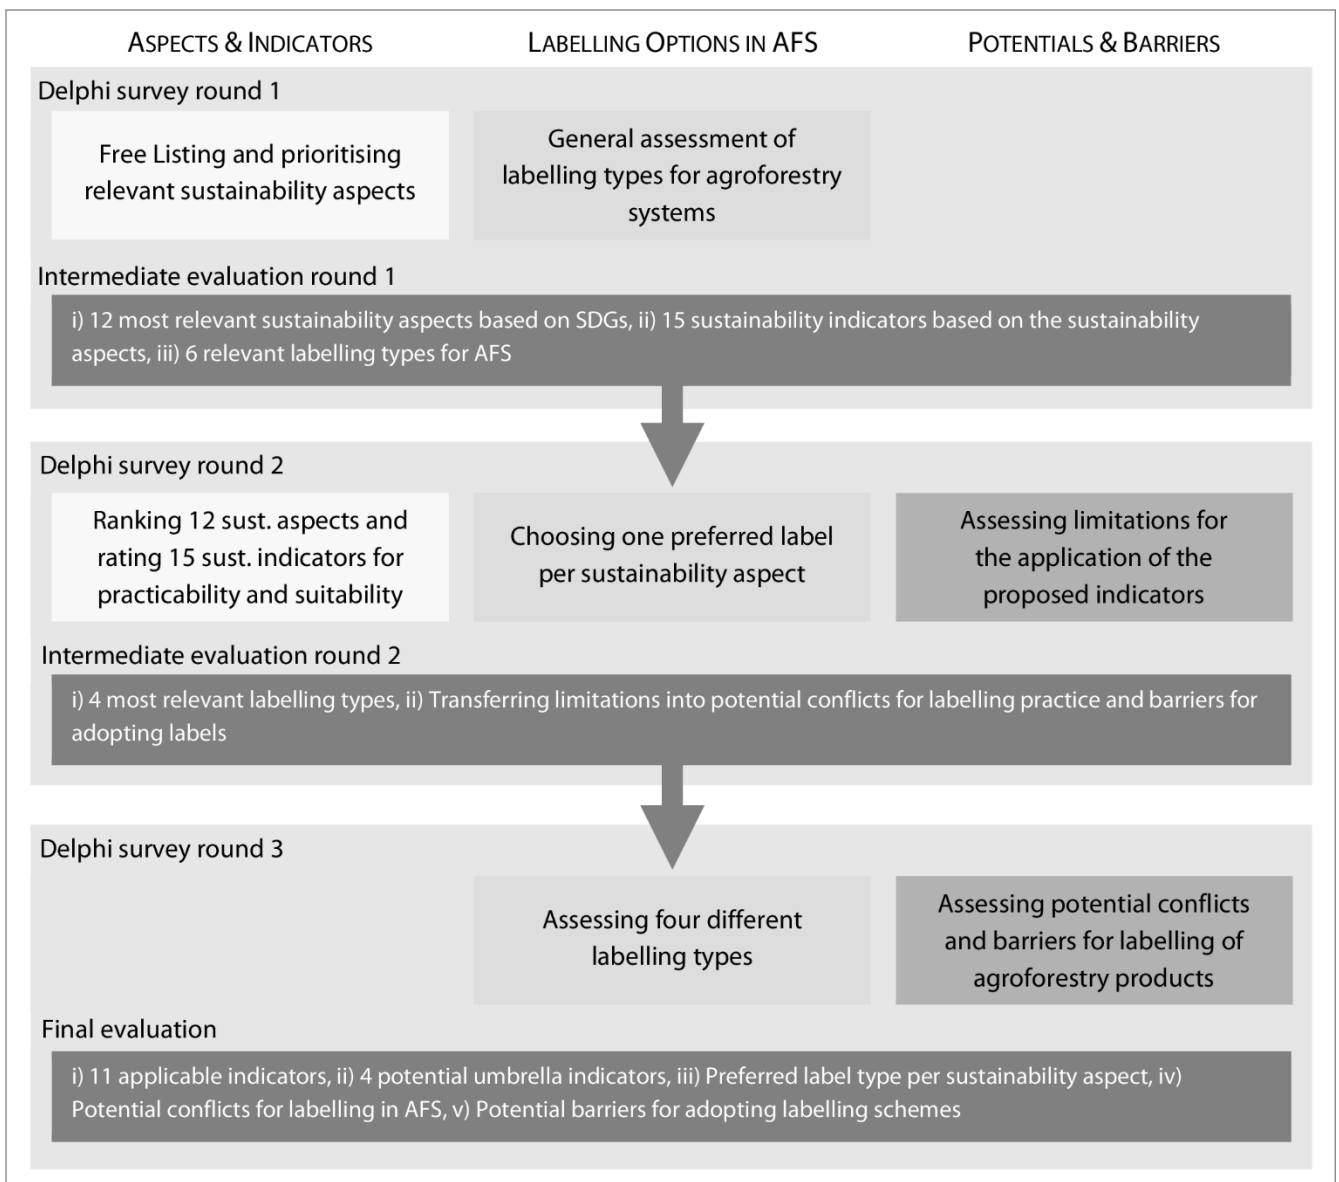 ASPECTS & INDICATORS
LABELLING OPTIONS IN AFS
POTENTIALS & BARRIERS
Delphi survey round 1
Free Listing and prioritising
relevant sustainability aspects
General assessment of
labelling types for agroforestry
systems
Intermediate evaluation round 1
i) 12 most relevant sustainability aspects based on SDGs, ii) 15 sustainability indicators based on the sustainability
aspects, iii) 6 relevant labelling types for AFS
Delphi survey round 2
Ranking 12 sust. aspects and
rating 15 sust. indicators for
practicability and suitability
Choosing one preferred label
per sustainability aspect
Assessing limitations for
the application of the
proposed indicators
Intermediate evaluation round 2
i) 4 most relevant labelling types, ii) Transferring limitations into potential conflicts for labelling practice and barriers for
adopting labels
Delphi survey round 3
Assessing four different
labelling types
Assessing potential conflicts
and barriers for labelling of
agroforestry products
Final evaluation
i) 11 applicable indicators, ii) 4 potential umbrella indicators, iii) Preferred label type per sustainability aspect, iv)
Potential conflicts for labelling in AFS, v) Potential barriers for adopting labelling schemes